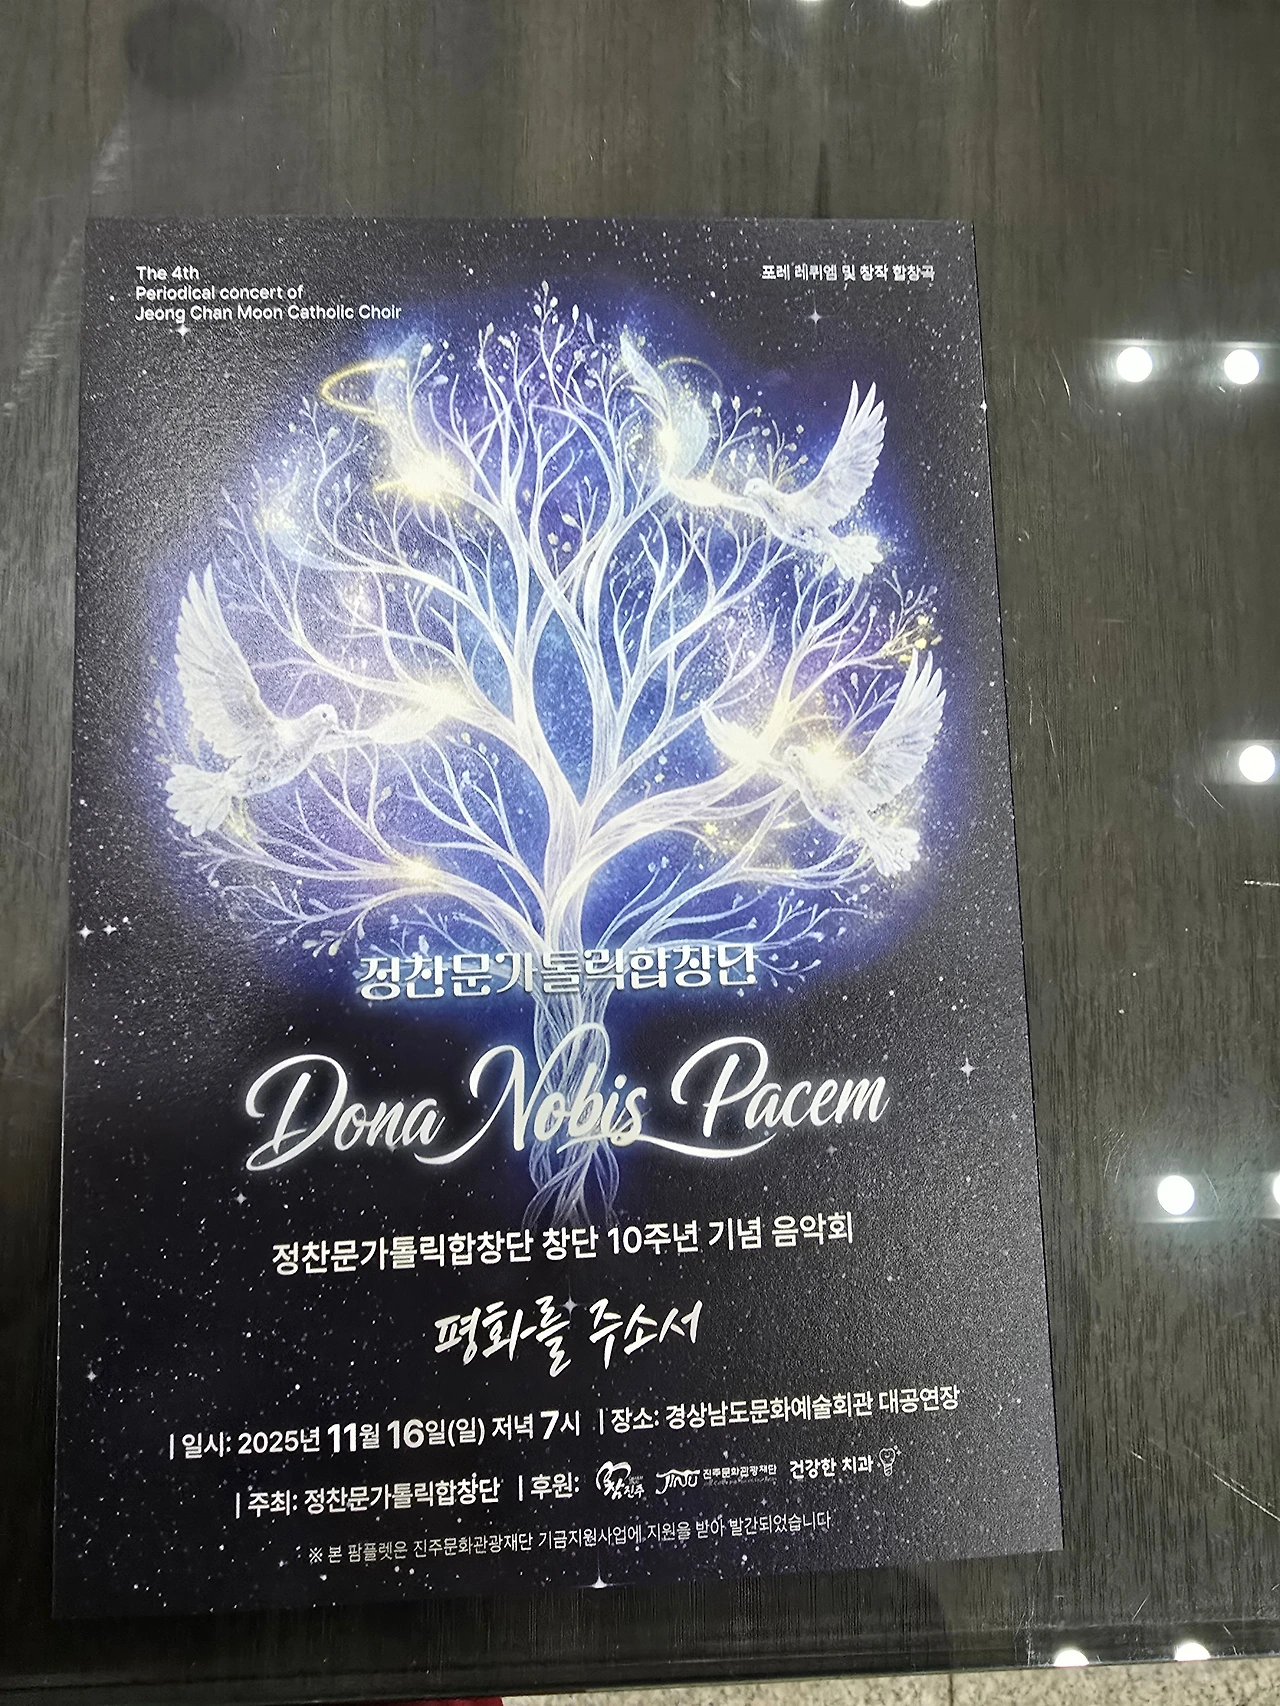 The 4th
Periodical concert of
Jeong Chan Moon Catholic Choir
포레 레퀴엠 및 창작 합창곡
정찬문가톨릭합창단
Dona Nobis Pacem
정찬문가톨릭합창단 창단 10주년 기념 음악회
평화를 주소서
| 일시: 2025년 11월 16일(일) 저녁 7시 | 장소: 경상남도문화예술회관 대공연장
| 주최: 정찬문가톨릭합창단 | 후원: 참진주 JINJU 진주문화관광재단 건강한 치과
※ 본 팜플렛은 진주문화관광재단 기금지원사업에 지원을 받아 발간되었습니다